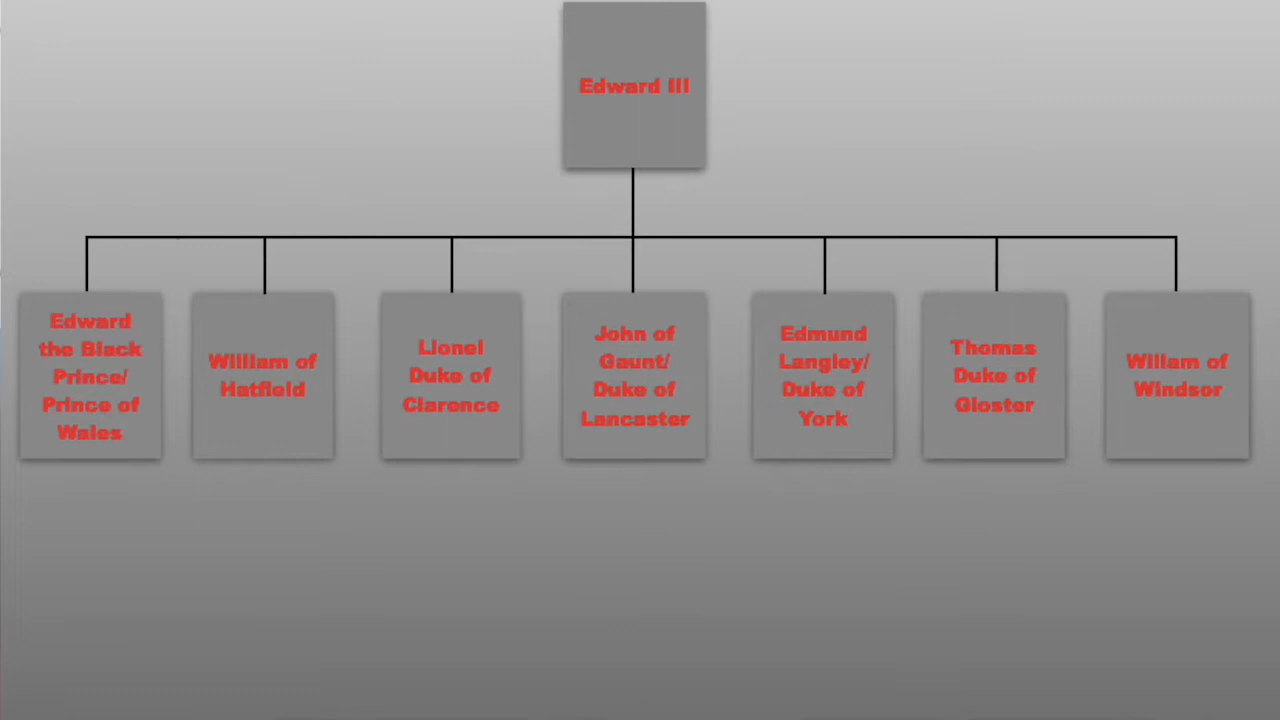 Edward III
Edward
the Black
Prince/
Prince of
Wales
William of
Hatfield
Lionel
Duke of
Clarence
John of
Gaunt/
Duke of
Lancaster
Edmund
Langley/
Duke of
York
Thomas
Duke of
Gloster
Wiliam of
Windsor